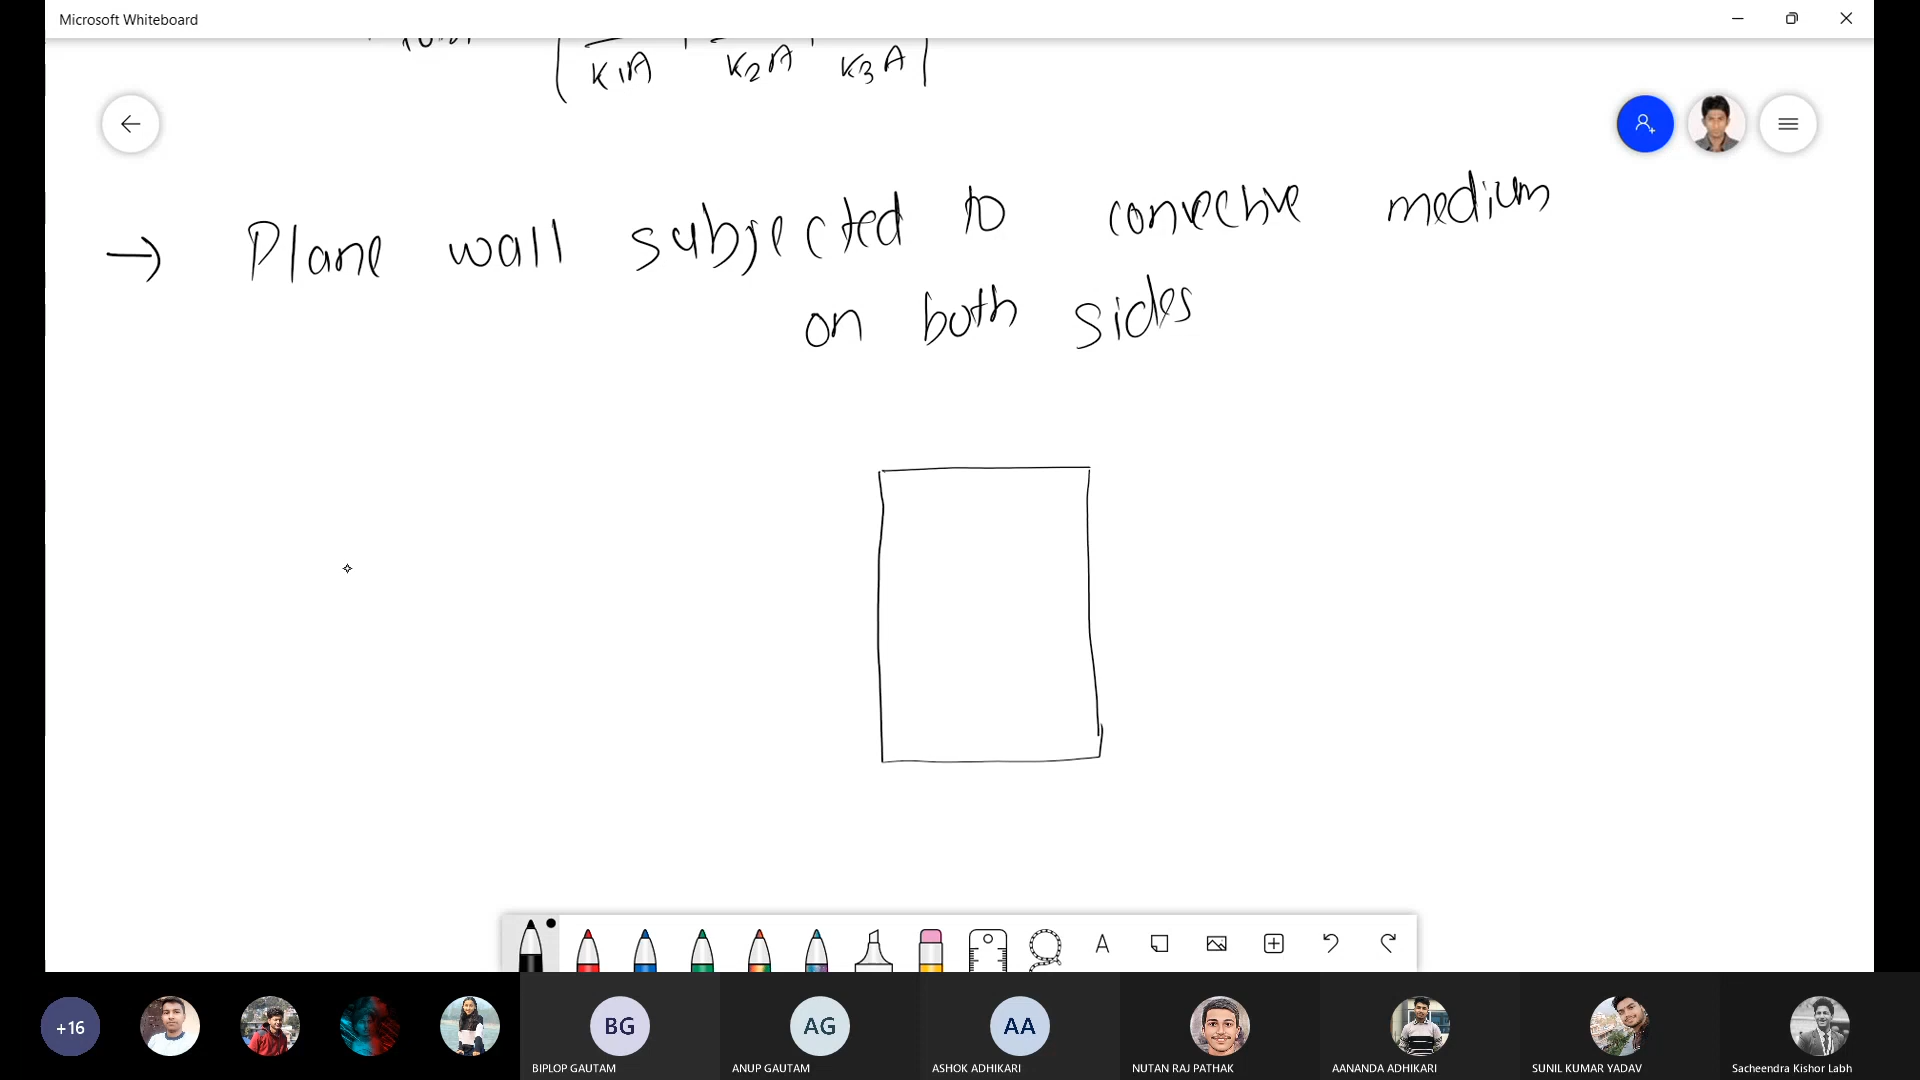 Microsoft Whiteboard
K1A K2A K3A
→ Plane wall subjected to convective medium
on both sides
A
+16
BG
AG
AA
BIPLOP GAUTAM
ANUP GAUTAM
ASHOK ADHIKARI
NUTAN RAJ PATHAK
AANANDA ADHIKARI
SUNIL KUMAR YADAV
Sacheendra Kishor Labh